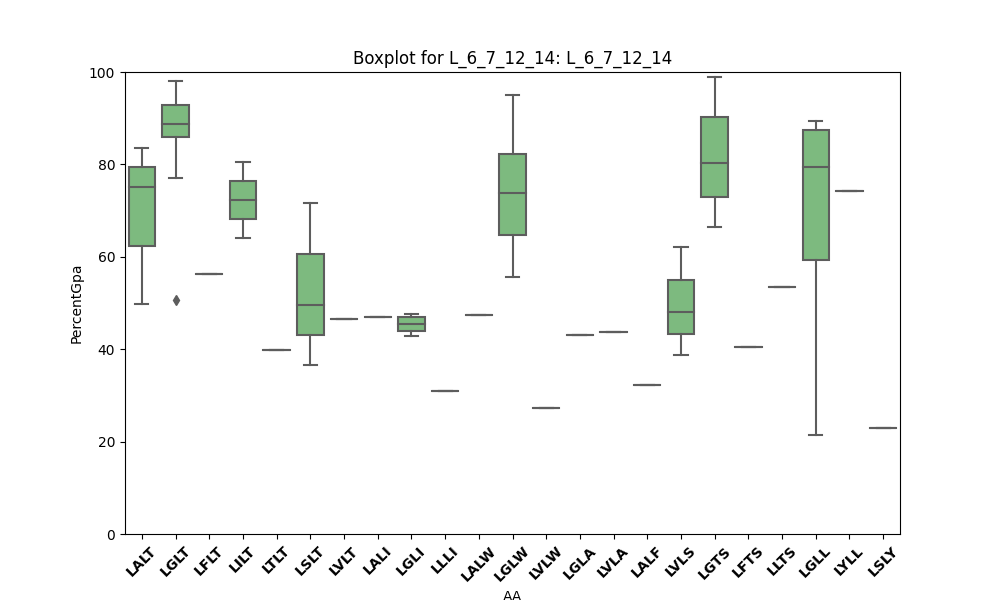 Boxplot for L_6_7_12_14: L_6_7_12_14
PercentGpa
100
80
60
40
20
0
LALT LGLT LFLT LILT LTLT LSLT LVLT LALI LGLI LLLI LALW LGLW LVLW LGLA LVLA LALF LVLS LGTS LFTS LLTS LGLL LYLL LSLY
AA